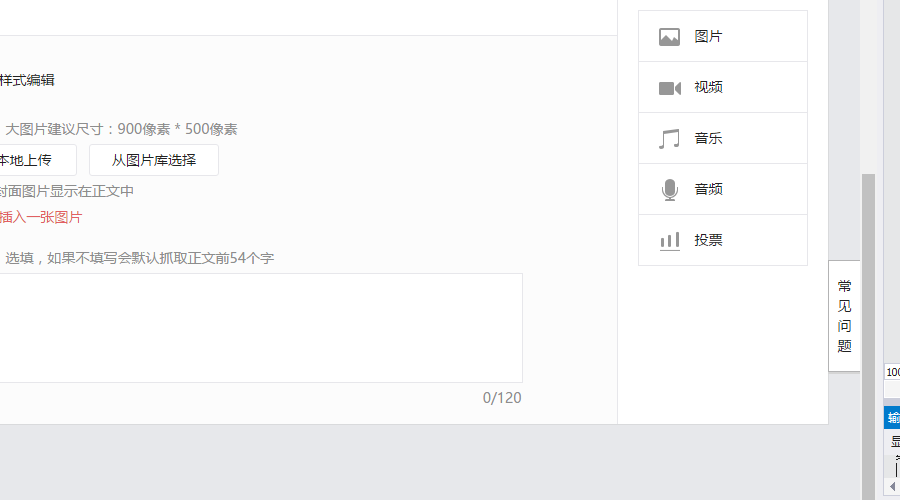 样式编辑
大图片建议尺寸：900像素 * 500像素
本地上传
从图片库选择
封面图片显示在正文中
插入一张图片
选填，如果不填写会默认抓取正文前54个字
0/120
图片
视频
音乐
音频
投票
常见问题
100
输
显